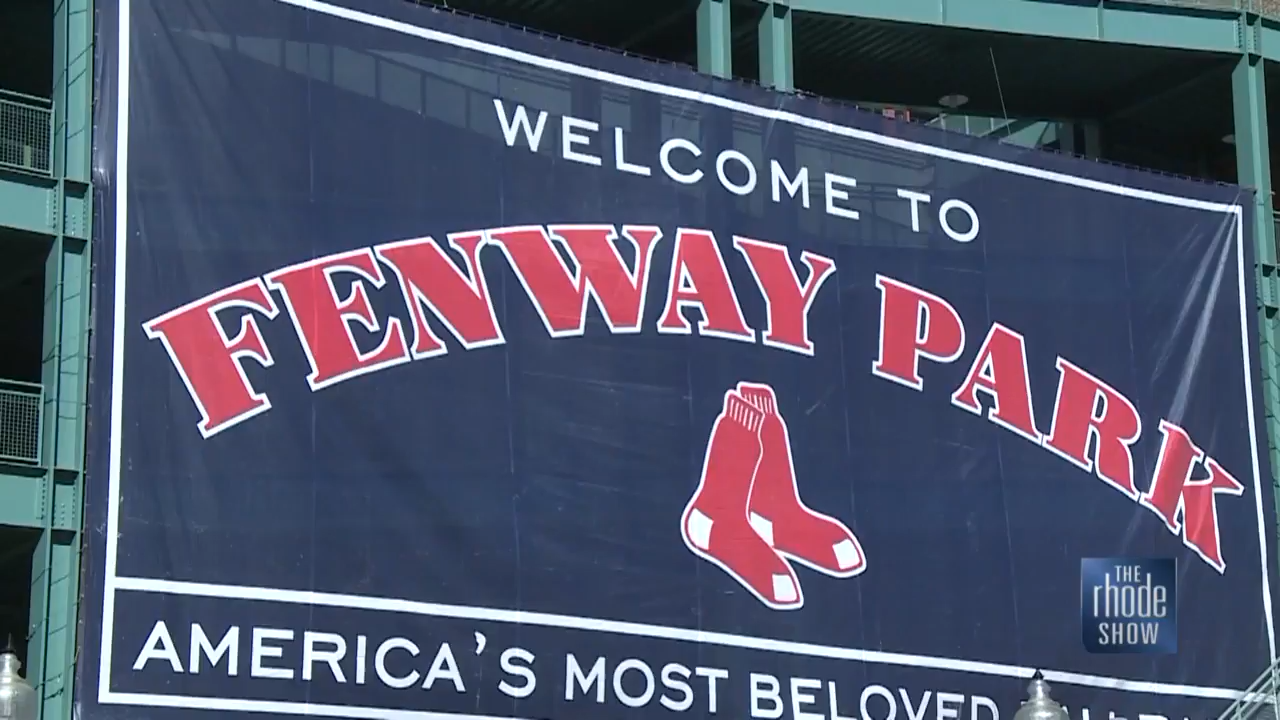 WELCOME TO
FENWAY PARK
AMERICA'S MOST BELOVED
THE
rhode
SHOW